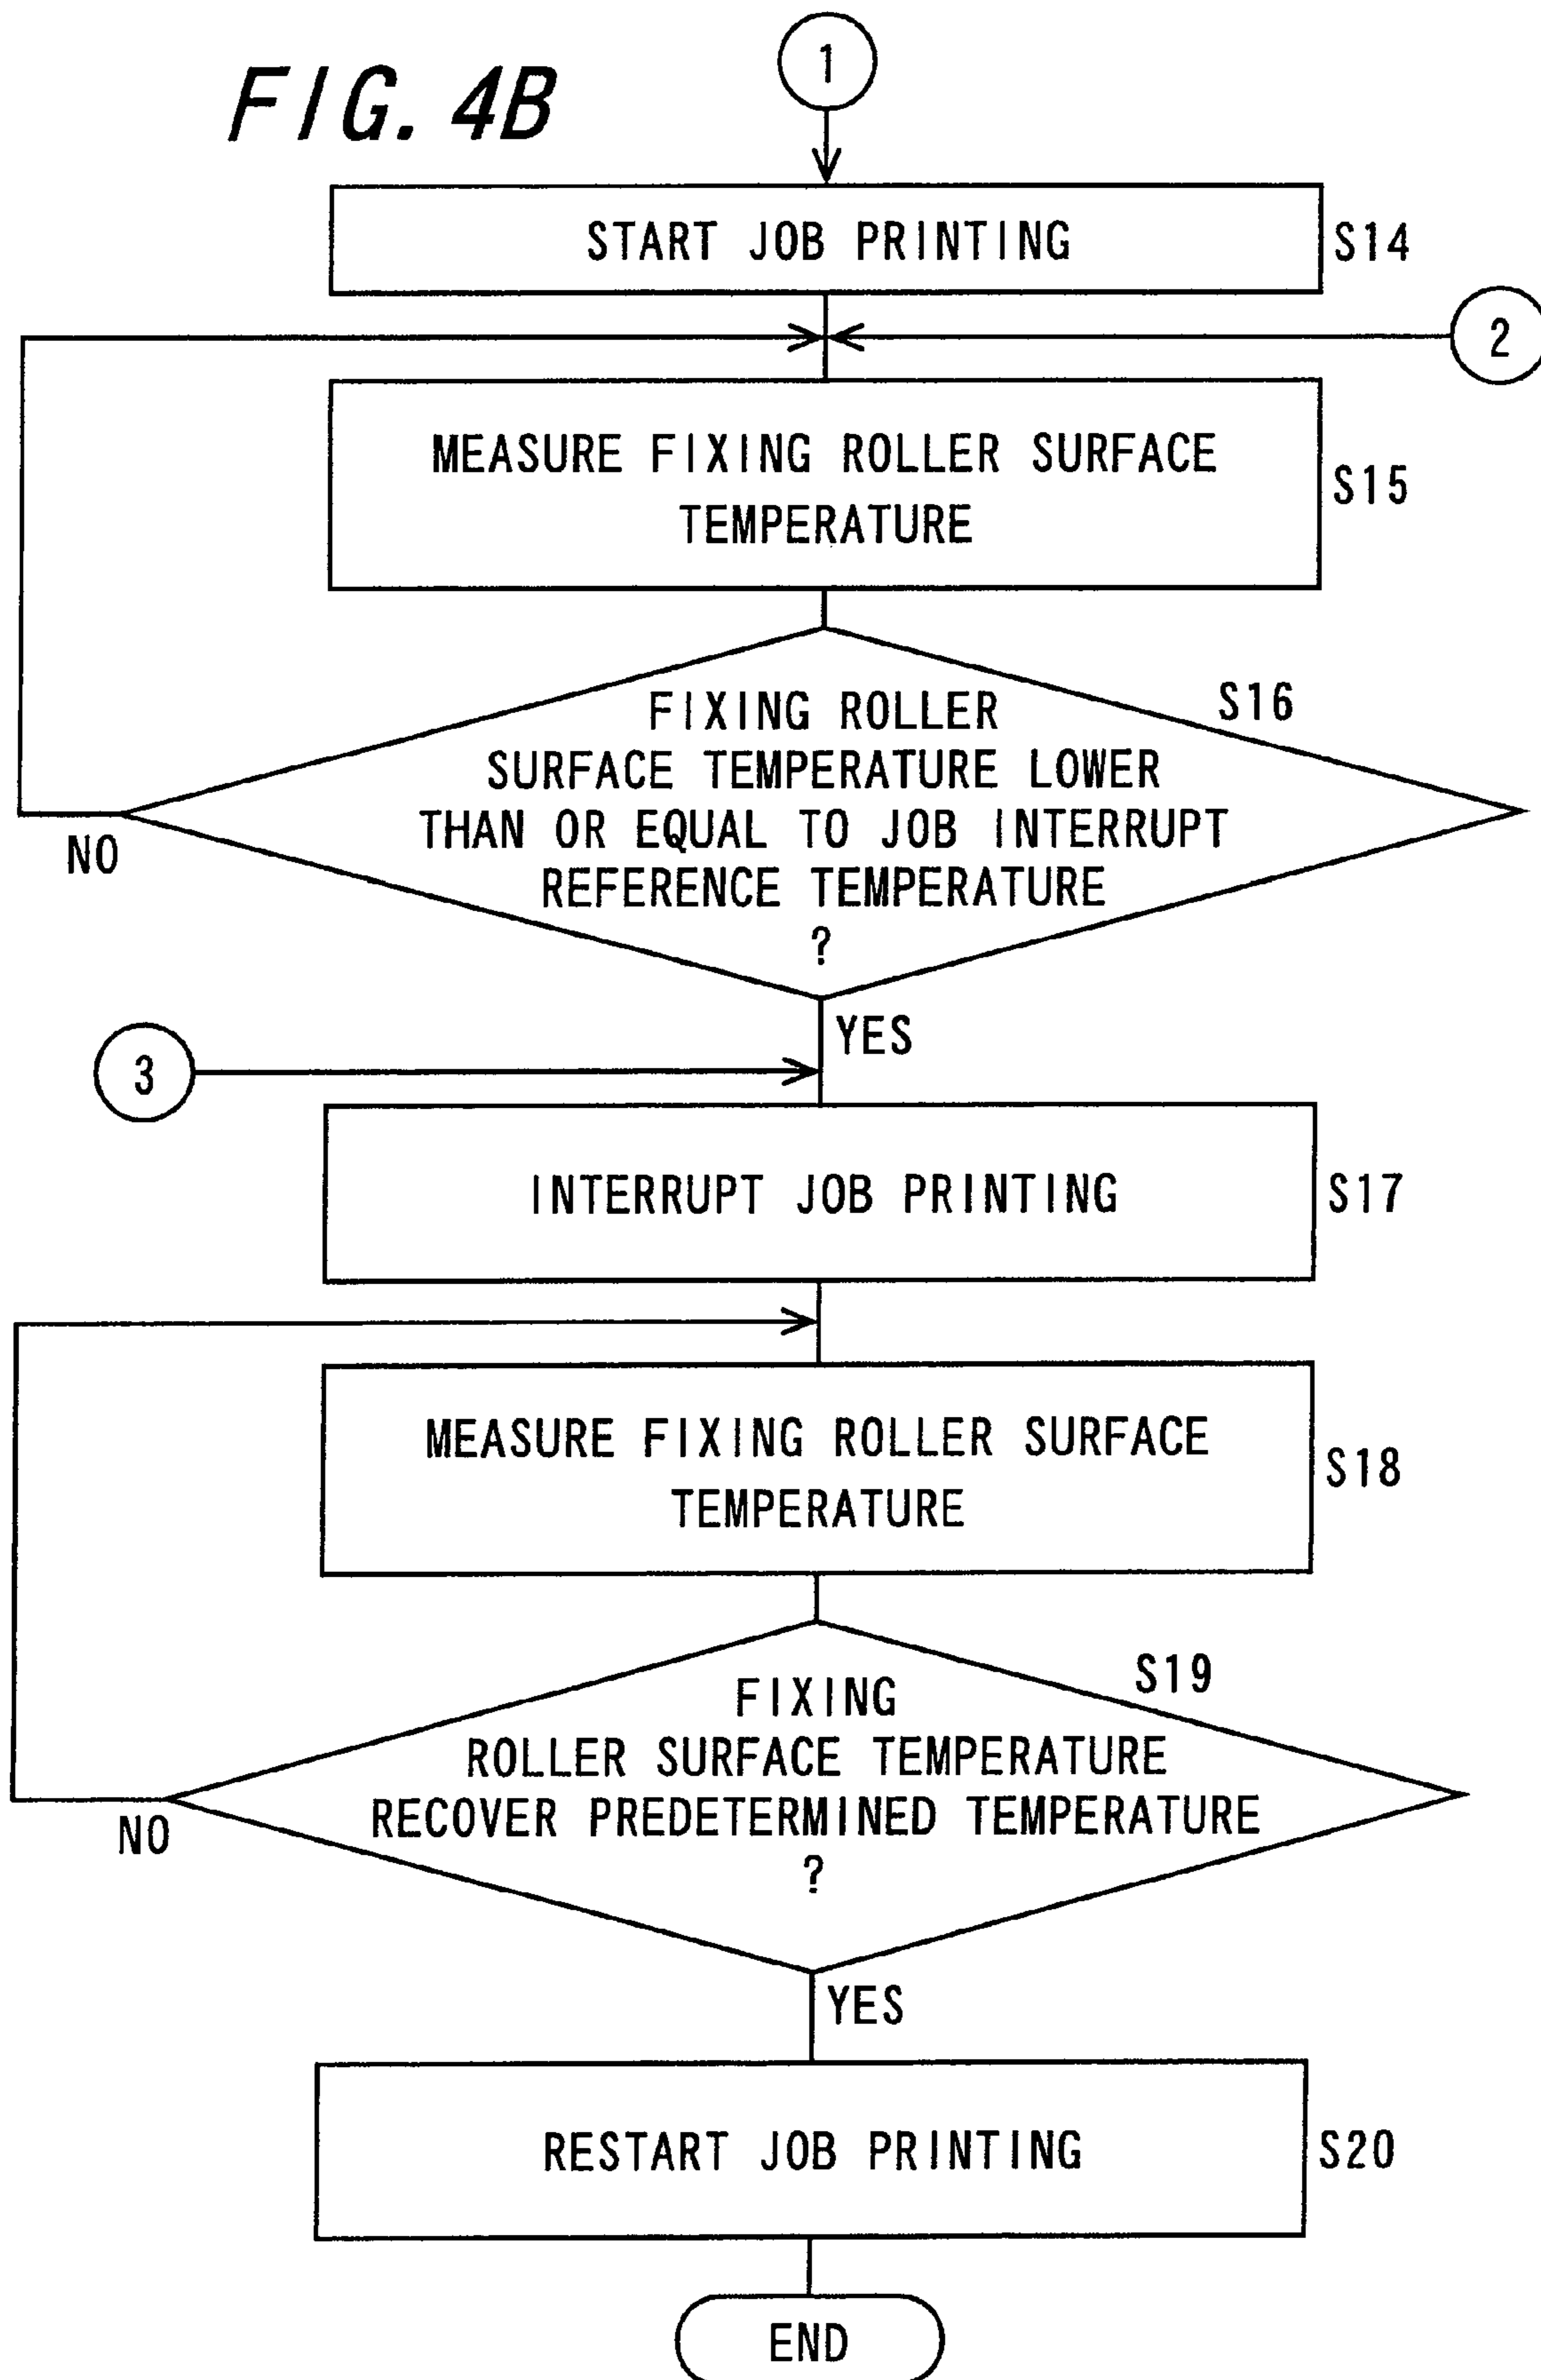 FIG. 4B
1
START JOB PRINTING
S14
2
MEASURE FIXING ROLLER SURFACE
TEMPERATURE
S15
S16
FIXING ROLLER
SURFACE TEMPERATURE LOWER
THAN OR EQUAL TO JOB INTERRUPT
REFERENCE TEMPERATURE
?
NO
YES
3
INTERRUPT JOB PRINTING
S17
MEASURE FIXING ROLLER SURFACE
TEMPERATURE
S18
S19
FIXING
ROLLER SURFACE TEMPERATURE
RECOVER PREDETERMINED TEMPERATURE
?
NO
YES
RESTART JOB PRINTING
S20
END